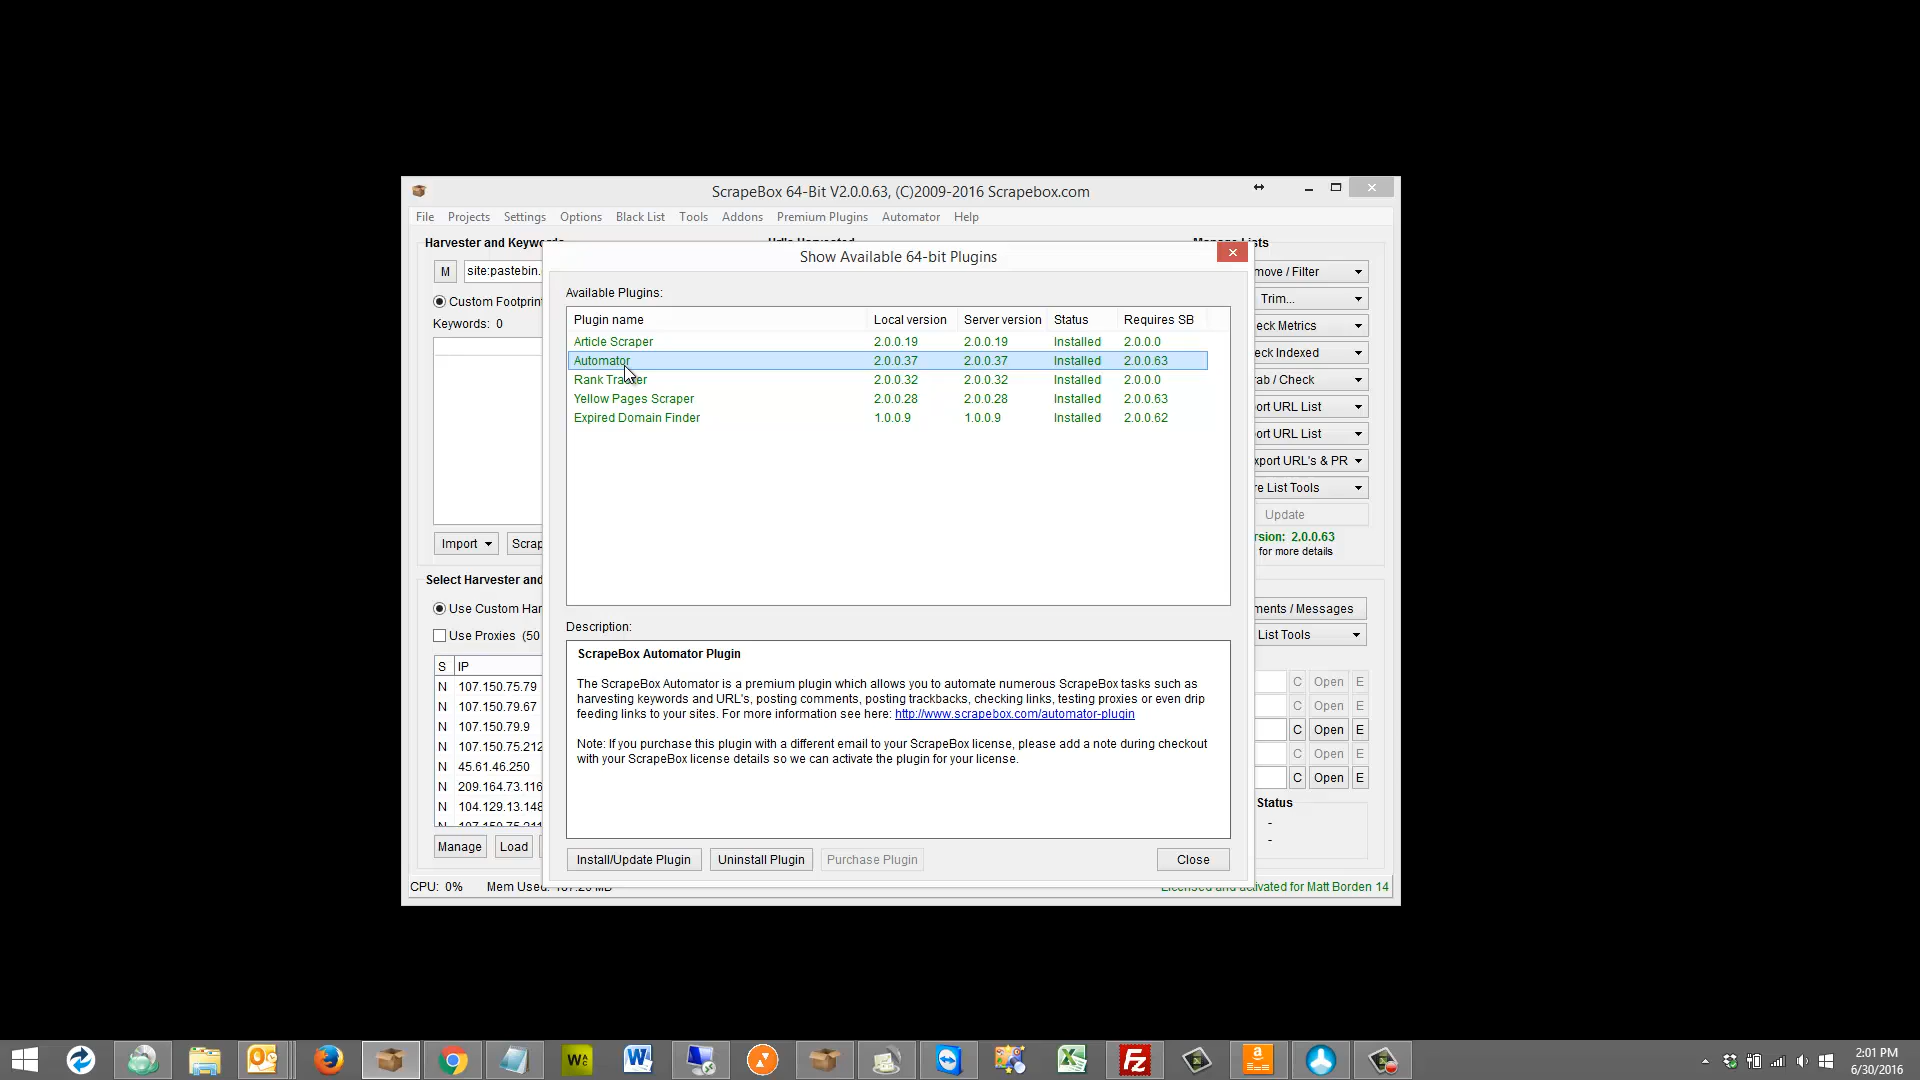 ScrapeBox 64-Bit V2.0.0.63, (C)2009-2016 Scrapebox.com
File Projects Settings Options Black List Tools Addons Premium Plugins Automator Help
Harvester and
Show Available 64-bit Plugins
M site:pastebin.
move / Filter
Custom Footprin
Available Plugins:
Trim...
Keywords: 0
Plugin name Local version Server version Status Requires SB
eck Metrics
Article Scraper 2.0.0.19 2.0.0.19 Installed 2.0.0.0
eck Indexed
Automator 2.0.0.37 2.0.0.37 Installed 2.0.0.63
rab / Check
Rank Tracker 2.0.0.32 2.0.0.32 Installed 2.0.0.0
Yellow Pages Scraper 2.0.0.28 2.0.0.28 Installed 2.0.0.63
ort URL List
Expired Domain Finder 1.0.0.9 1.0.0.9 Installed 2.0.0.62
ort URL List
xport URL's & PR
re List Tools
Update
rsion: 2.0.0.63
for more details
Import Scrap
Select Harvester and
Use Custom Har
ments / Messages
Use Proxies (50
List Tools
Description:
S IP
N 107.150.75.79
N 107.150.79.67
N 107.150.79.9
N 107.150.75.212
N 45.61.46.250
N 209.164.73.116
N 104.129.13.148
ScrapeBox Automator Plugin
The ScrapeBox Automator is a premium plugin which allows you to automate numerous ScrapeBox tasks such as
harvesting keywords and URL's, posting comments, posting trackbacks, checking links, testing proxies or even drip
feeding links to your sites. For more information see here: http://www.scrapebox.com/automator-plugin
Note: If you purchase this plugin with a different email to your ScrapeBox license, please add a note during checkout
with your ScrapeBox license details so we can activate the plugin for your license.
C Open E
C Open E
C Open E
C Open E
C Open E
Status
-
-
Manage Load
Install/Update Plugin Uninstall Plugin Purchase Plugin Close
CPU: 0% Mem Used:
Licensed and activated for Matt Borden 14
2:01 PM
6/30/2016